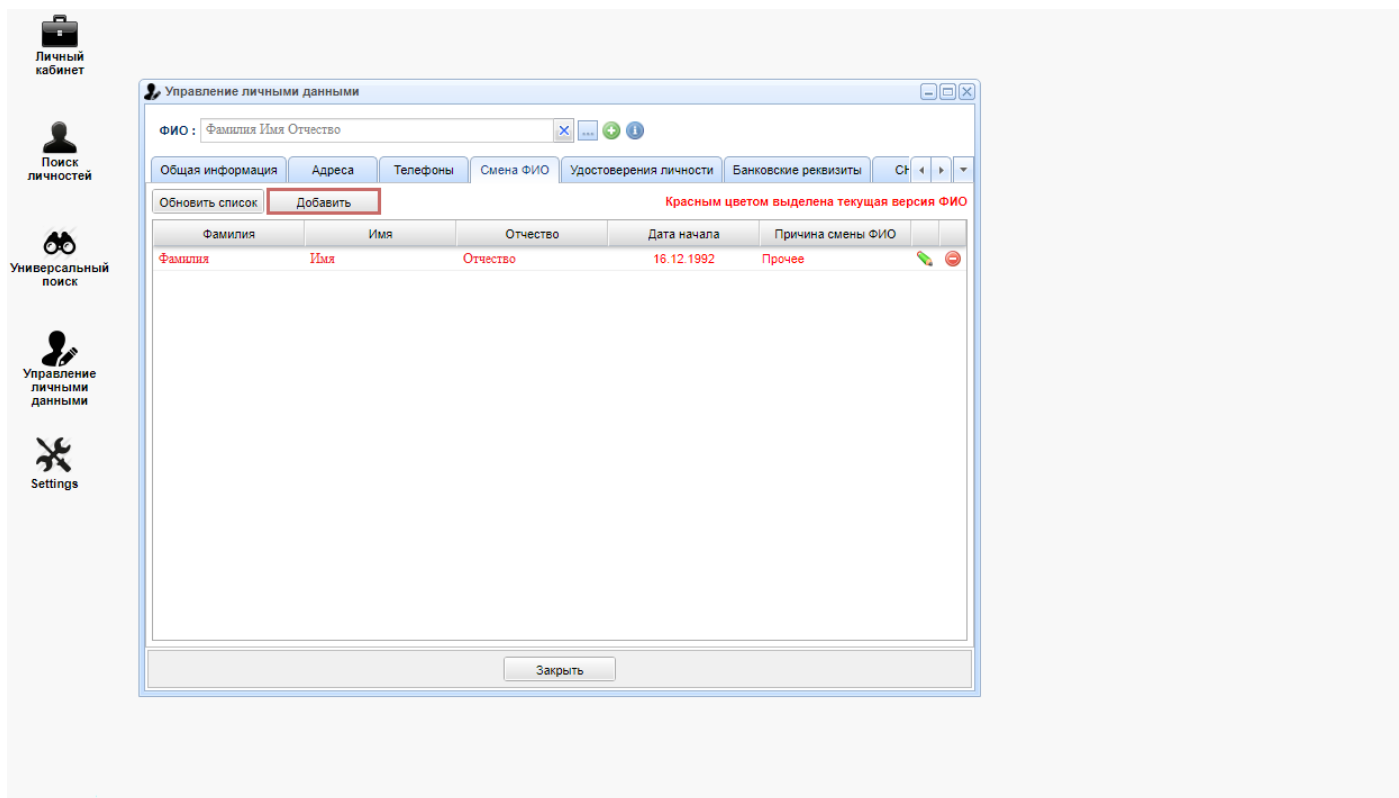 Личный
кабинет
Поиск
личностей
Универсальный
поиск
Управление
личными
данными
Settings
Управление личными данными
ФИО : Фамилия Имя Отчество ...
Общая информация Адреса Телефоны Смена ФИО Удостоверения личности Банковские реквизиты
Обновить список Добавить Красным цветом выделена текущая версия ФИО
Фамилия Имя Отчество Дата начала Причина смены ФИО
Фамилия Имя Отчество 16.12.1992 Прочее
Закрыть